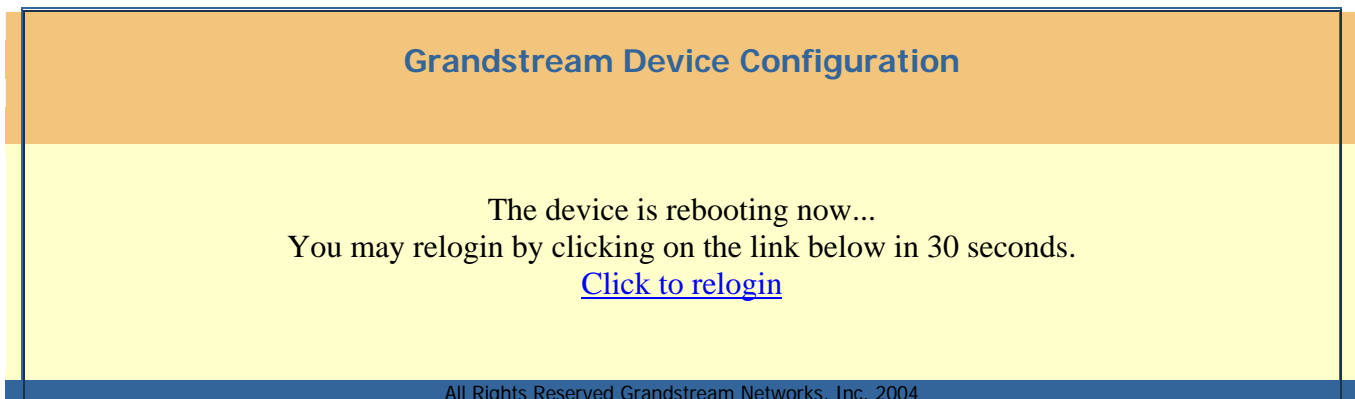 Grandstream Device Configuration
The device is rebooting now...
You may relogin by clicking on the link below in 30 seconds.
Click to relogin
All Rights Reserved Grandstream Networks, Inc. 2004